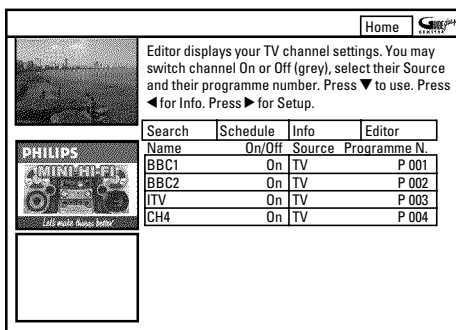 Home GUIDE Plus+
GEMSTAR
Editor displays your TV channel settings. You may
switch channel On or Off (grey), select their Source
and their programme number. Press ▼ to use. Press
◀ for Info. Press ▶ for Setup.
Search Schedule Info Editor
Name On/Off Source Programme N.
BBC1 On TV P 001
BBC2 On TV P 002
ITV On TV P 003
CH4 On TV P 004
PHILIPS
MINI-HI-FI
Let's make things better